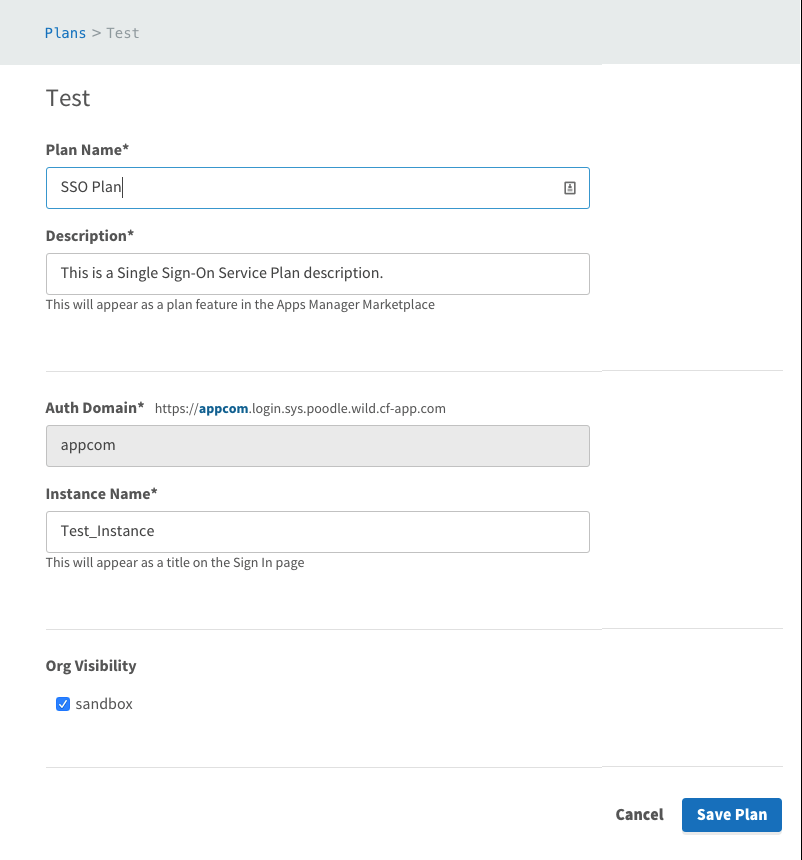 Plans > Test
Test
Plan Name*
SSO Plan
Description*
This is a Single Sign-On Service Plan description.
This will appear as a plan feature in the Apps Manager Marketplace
Auth Domain* https://appcom.login.sys.poodle.wild.cf-app.com
appcom
Instance Name*
Test_Instance
This will appear as a title on the Sign In page
Org Visibility
sandbox
Cancel Save Plan